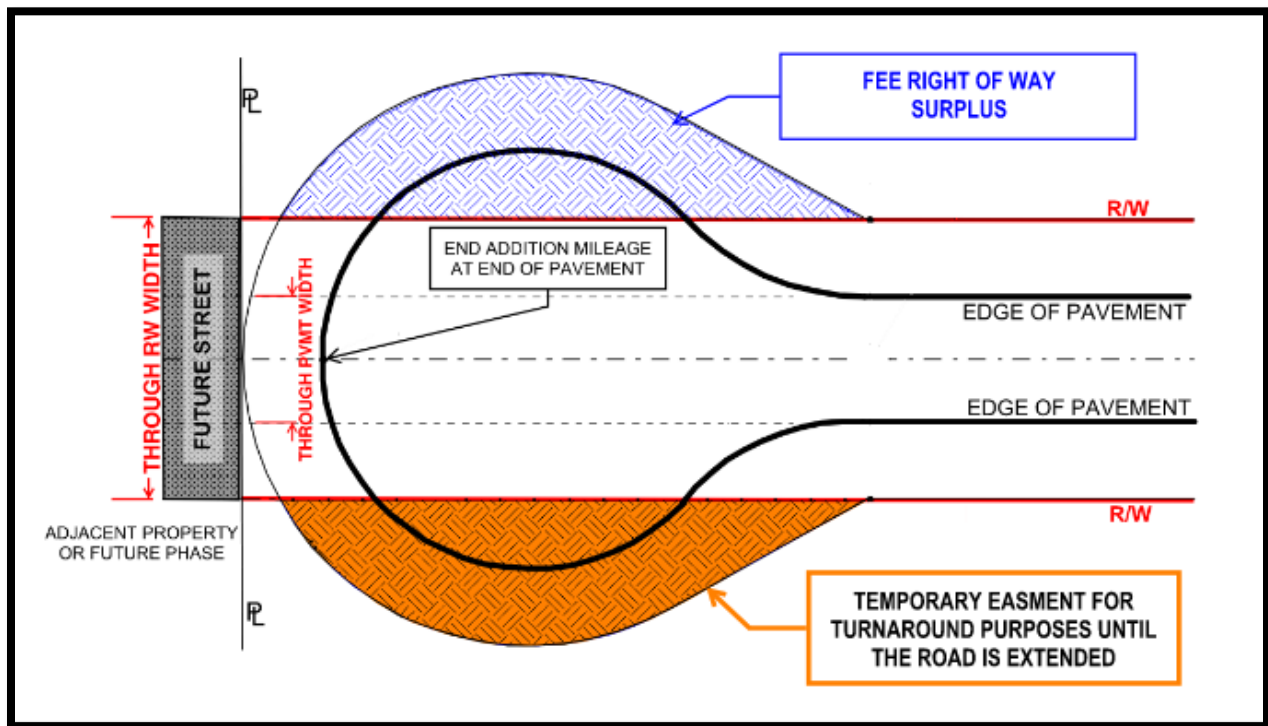 PL
FEE RIGHT OF WAY
SURPLUS
R/W
END ADDITION MILEAGE
AT END OF PAVEMENT
THROUGH RW WIDTH
FUTURE STREET
THROUGH PVMT WIDTH
EDGE OF PAVEMENT
EDGE OF PAVEMENT
R/W
ADJACENT PROPERTY
OR FUTURE PHASE
PL
TEMPORARY EASMENT FOR
TURNAROUND PURPOSES UNTIL
THE ROAD IS EXTENDED